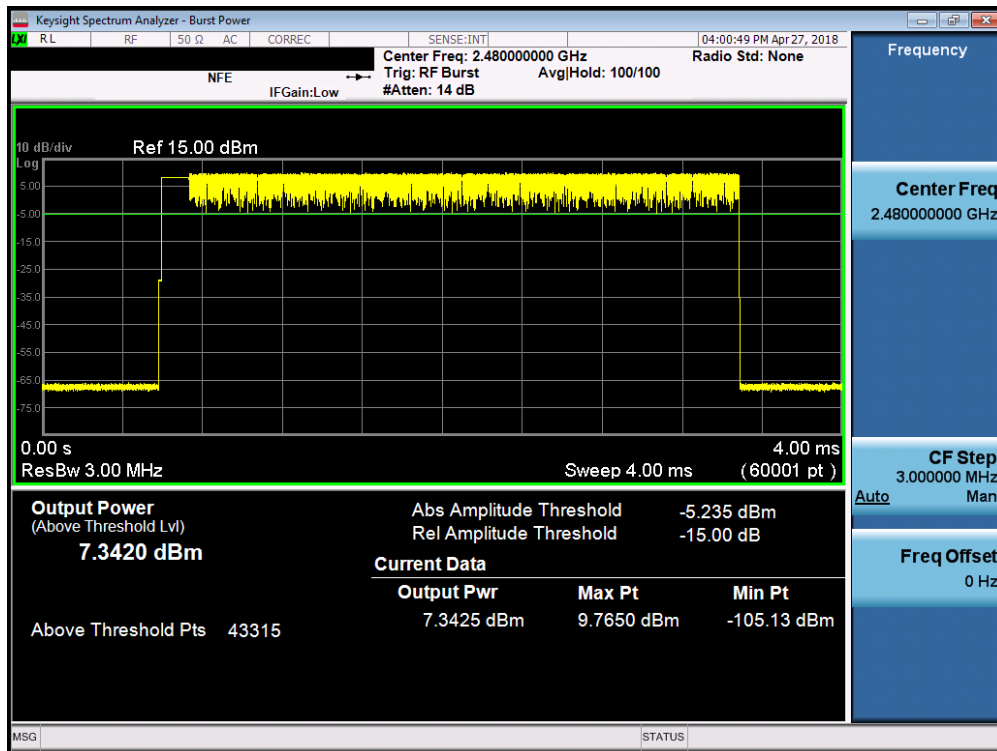 Keysight Spectrum Analyzer - Burst Power
LXI RL RF 50 Ω AC CORREC SENSE:INT 04:00:49 PM Apr 27, 2018
Center Freq: 2.480000000 GHz Radio Std: None
NFE Trig: RF Burst Avg|Hold: 100/100
IFGain:Low #Atten: 14 dB
Frequency
10 dB/div Ref 15.00 dBm
Log
5.00
-5.00
-15.0
-25.0
-35.0
-45.0
-55.0
-65.0
-75.0
0.00 s 4.00 ms
ResBw 3.00 MHz Sweep 4.00 ms (60001 pt)
Output Power
(Above Threshold Lvl)
7.3420 dBm
Above Threshold Pts 43315
Abs Amplitude Threshold -5.235 dBm
Rel Amplitude Threshold -15.00 dB
Current Data
Output Pwr Max Pt Min Pt
7.3425 dBm 9.7650 dBm -105.13 dBm
Center Freq
2.480000000 GHz
CF Step
3.000000 MHz
Auto Man
Freq Offset
0 Hz
MSG STATUS